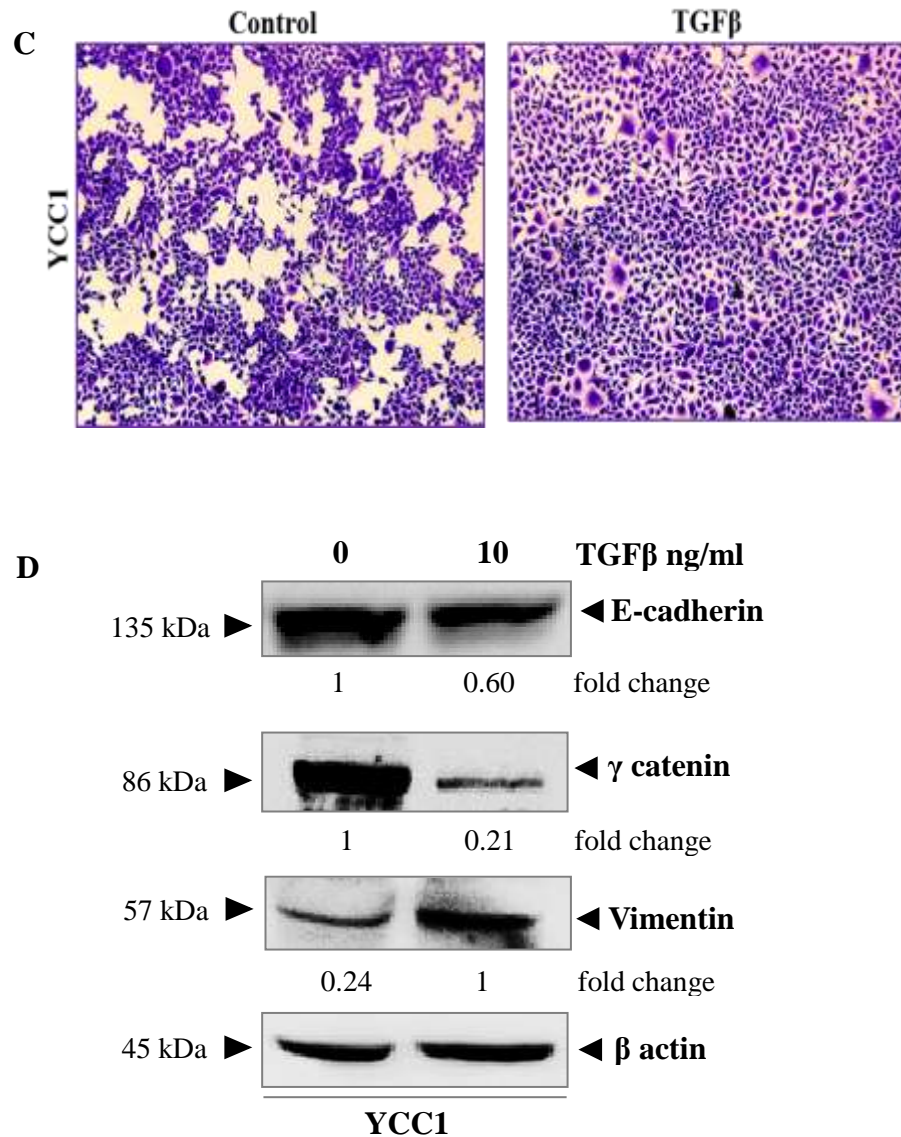 C
Control
TGFβ
YCC1
D
0 10 TGFβ ng/ml
135 kDa E-cadherin
1 0.60 fold change
86 kDa γ catenin
1 0.21 fold change
57 kDa Vimentin
0.24 1 fold change
45 kDa β actin
YCC1